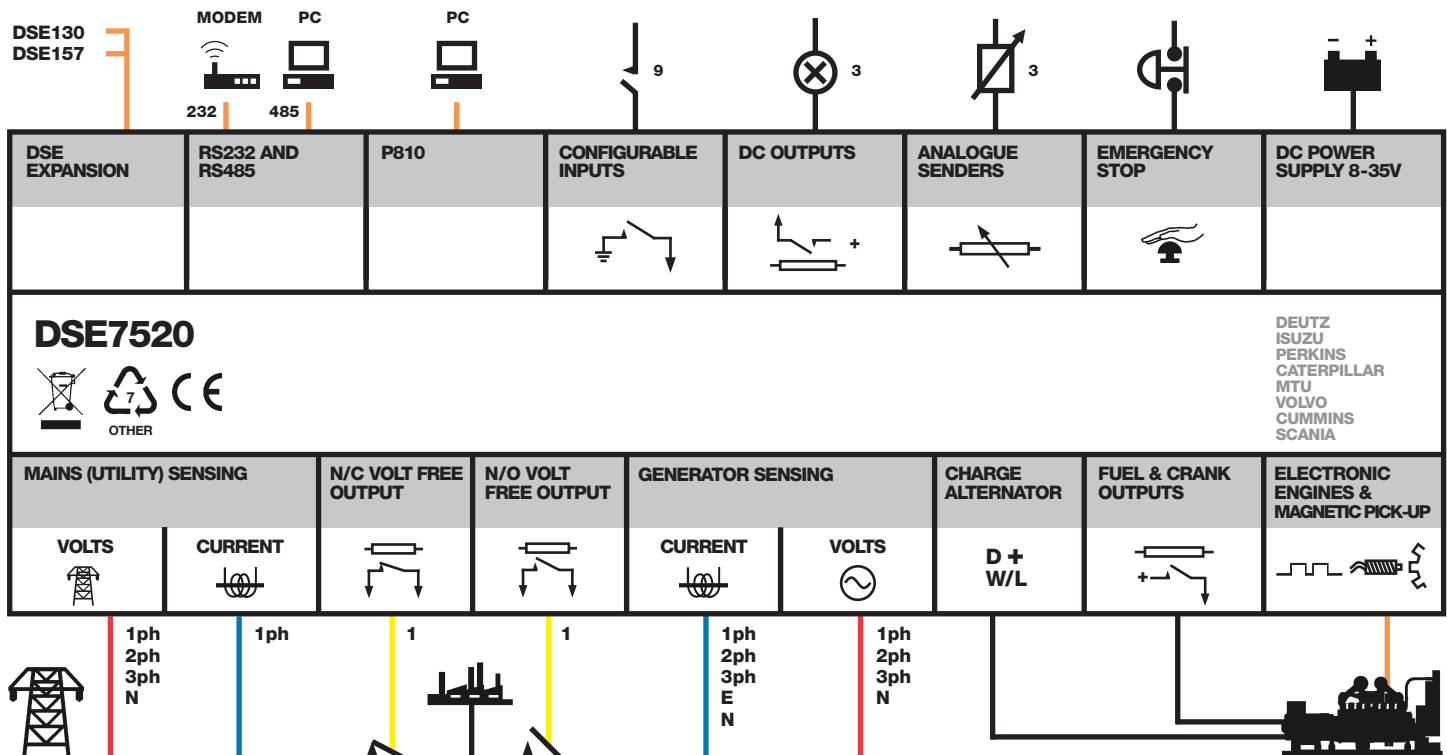 DSE130
DSE157
MODEM
PC
PC
232
485
9
3
3
- +
DSE
EXPANSION
RS232 AND
RS485
P810
CONFIGURABLE
INPUTS
DC OUTPUTS
ANALOGUE
SENDERS
EMERGENCY
STOP
DC POWER
SUPPLY 8-35V
+
DSE7520
7
OTHER
CE
DEUTZ
ISUZU
PERKINS
CATERPILLAR
MTU
VOLVO
CUMMINS
SCANIA
MAINS (UTILITY) SENSING
N/C VOLT FREE
OUTPUT
N/O VOLT
FREE OUTPUT
GENERATOR SENSING
CHARGE
ALTERNATOR
FUEL & CRANK
OUTPUTS
ELECTRONIC
ENGINES &
MAGNETIC PICK-UP
VOLTS
CURRENT
CURRENT
VOLTS
D +
W/L
+
1ph
2ph
3ph
N
1ph
1
1
1ph
2ph
3ph
E
N
1ph
2ph
3ph
N